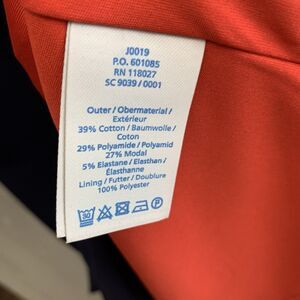 J0019
P.O. 601085
RN 118027
SC 9039 / 0001
Outer / Obermaterial /
Extérieur
39% Cotton / Baumwolle /
Coton
29% Polyamide / Polyamid
27% Modal
5% Elastane / Elasthan /
Élasthanne
Lining / Futter / Doublure
100% Polyester
30 P